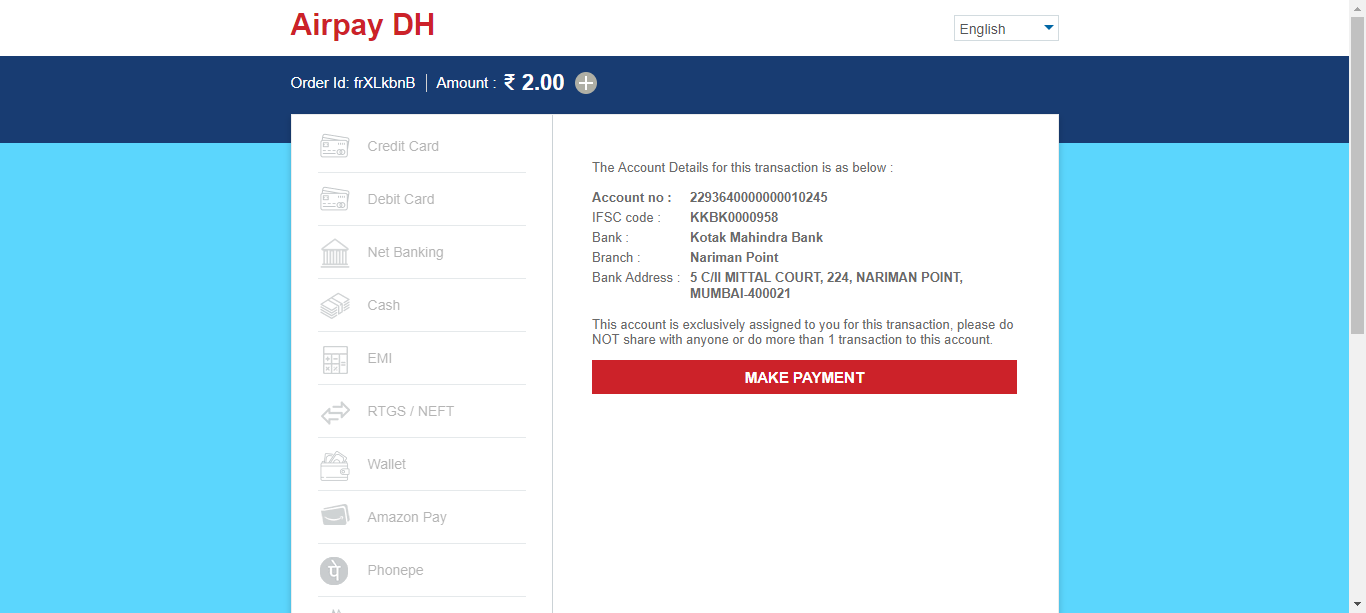 Airpay DH
English
Order Id: frXLkbnB Amount : ₹ 2.00
Credit Card
Debit Card
Net Banking
Cash
EMI
RTGS / NEFT
Wallet
Amazon Pay
पे Phonepe
The Account Details for this transaction is as below :
Account no : 2293640000000010245
IFSC code : KKBK0000958
Bank : Kotak Mahindra Bank
Branch : Nariman Point
Bank Address : 5 C/II MITTAL COURT, 224, NARIMAN POINT,
MUMBAI-400021
This account is exclusively assigned to you for this transaction, please do
NOT share with anyone or do more than 1 transaction to this account.
MAKE PAYMENT